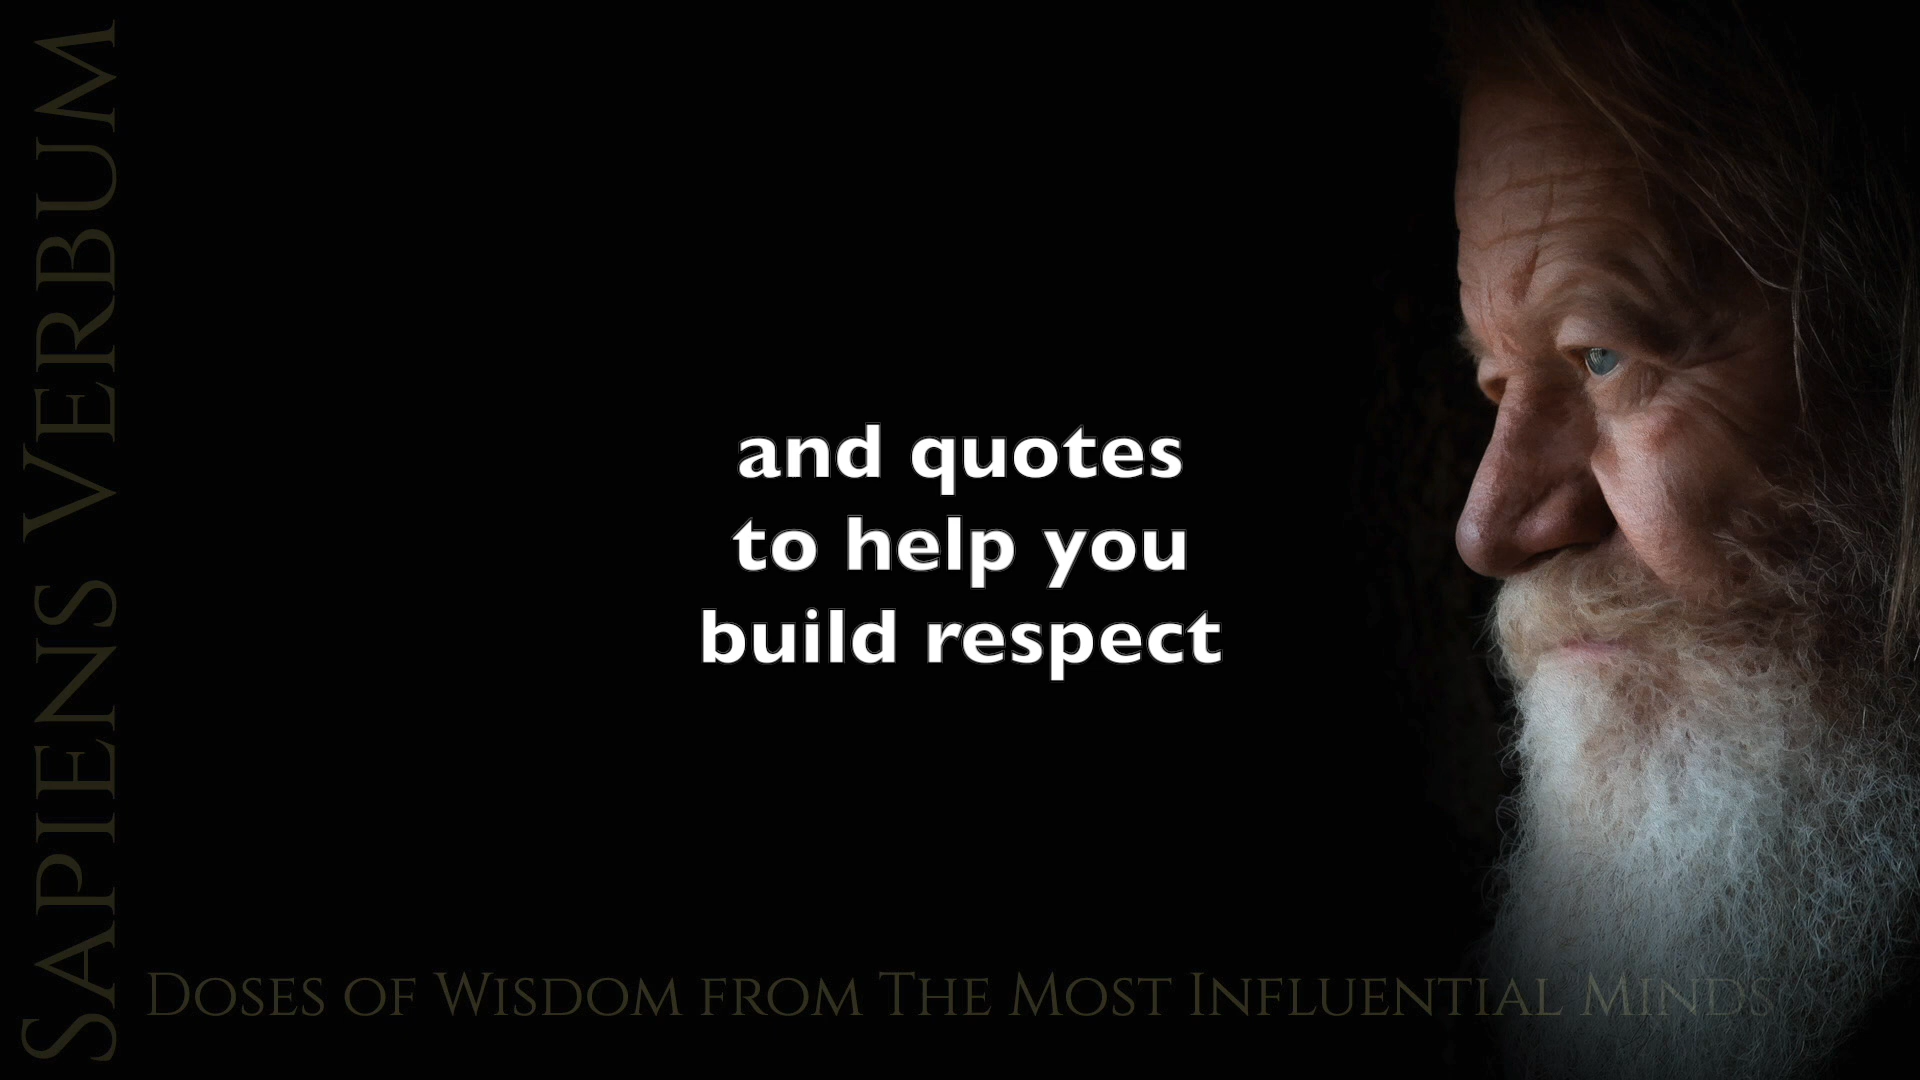 SAPIENS VERBUM
and quotes
to help you
build respect
DOSES OF WISDOM FROM THE MOST INFLUENTIAL MINDS